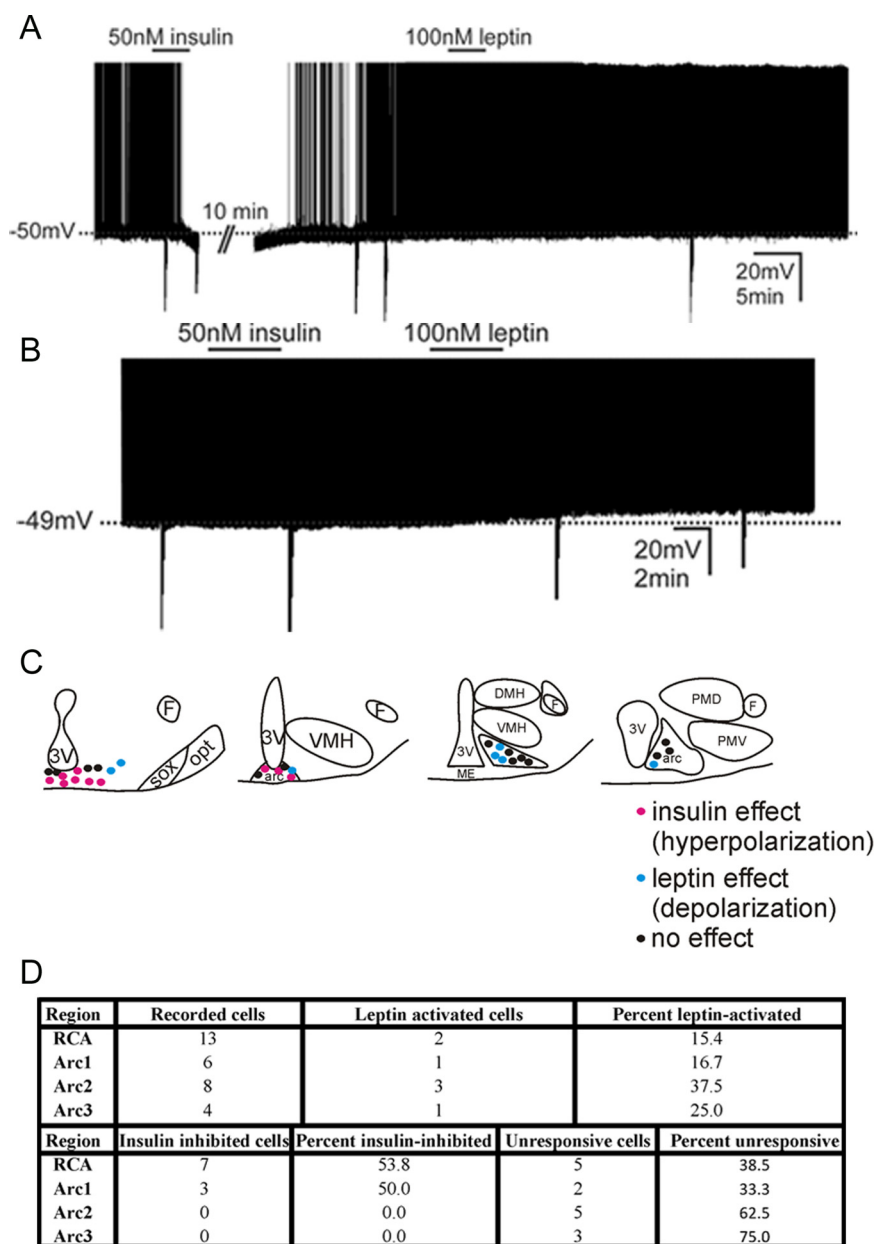 A
50nM insulin 100nM leptin
10 min
-50mV
20mV
5min
50nM insulin 100nM leptin
B
-49mV
20mV
2min
C
3V F sox opt
3V VMH F arc
DMH F VMH 3V ME
PMD F 3V PMV arc
insulin effect
(hyperpolarization)
leptin effect
(depolarization)
no effect
D
Region Recorded cells Leptin activated cells Percent leptin-activated
RCA 13 2 15.4
Arc1 6 1 16.7
Arc2 8 3 37.5
Arc3 4 1 25.0
Region Insulin inhibited cells Percent insulin-inhibited Unresponsive cells Percent unresponsive
RCA 7 53.8 5 38.5
Arc1 3 50.0 2 33.3
Arc2 0 0.0 5 62.5
Arc3 0 0.0 3 75.0